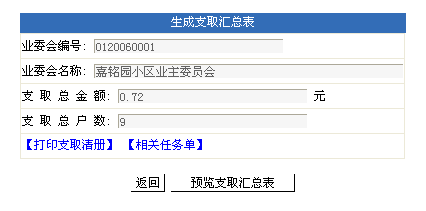 生成支取汇总表
业委会编号: 0120060001
业委会名称: 嘉铭园小区业主委员会
支 取 总 金 额: 0.72 元
支 取 总 户 数: 9
【打印支取清册】 【相关任务单】
返回 预览支取汇总表